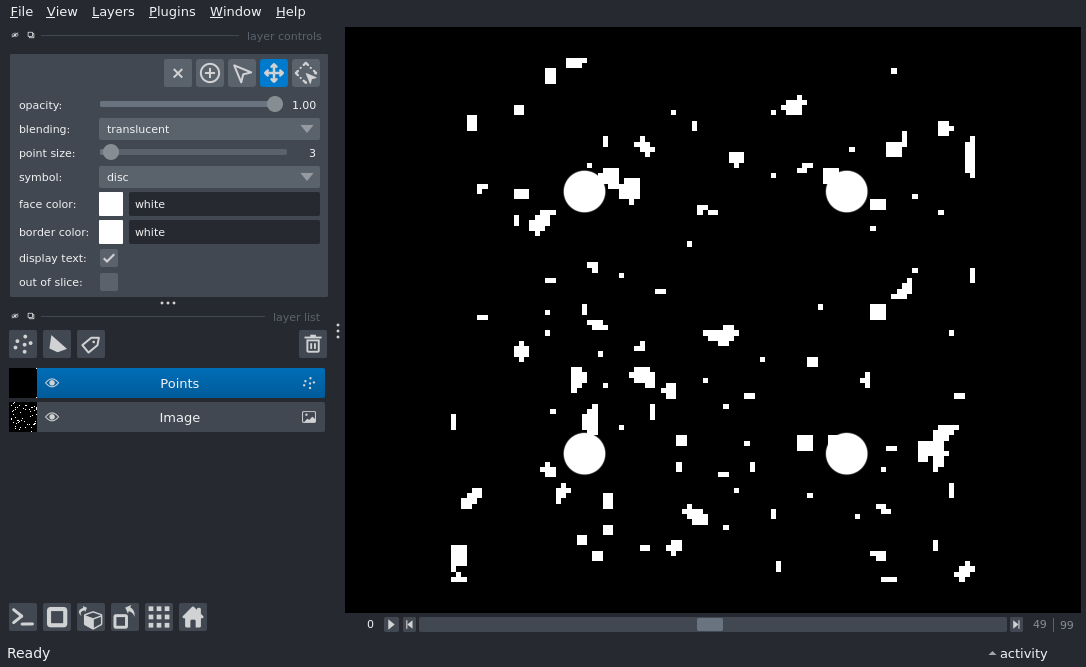 File View Layers Plugins Window Help
layer controls
opacity: 1.00
blending: translucent
point size: 3
symbol: disc
face color: white
border color: white
display text:
out of slice:
layer list
Points
Image
0 49 | 99
Ready activity